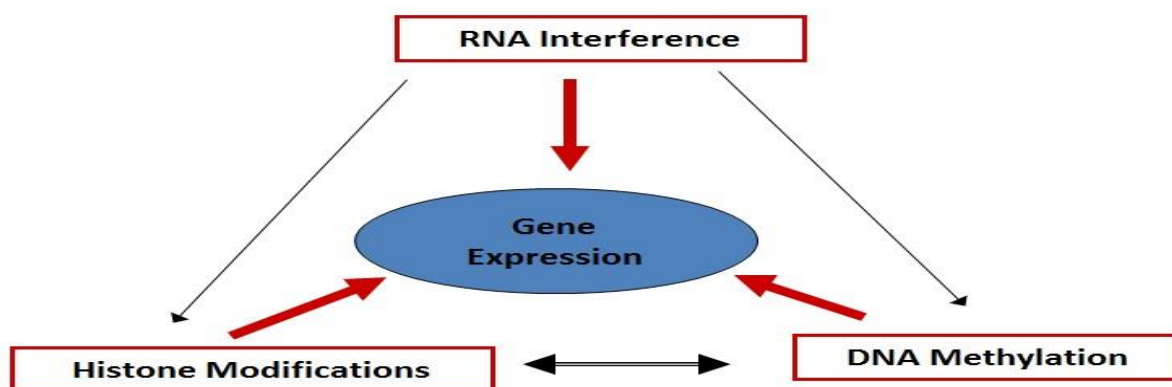 RNA Interference
Gene
Expression
Histone Modifications
DNA Methylation